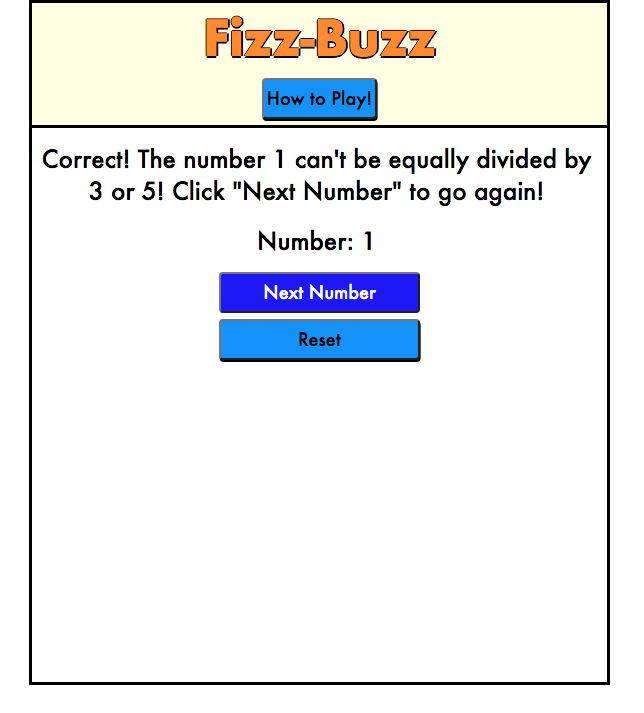 Fizz-Buzz
How to Play!
Correct! The number 1 can't be equally divided by
3 or 5! Click "Next Number" to go again!
Number: 1
Next Number
Reset